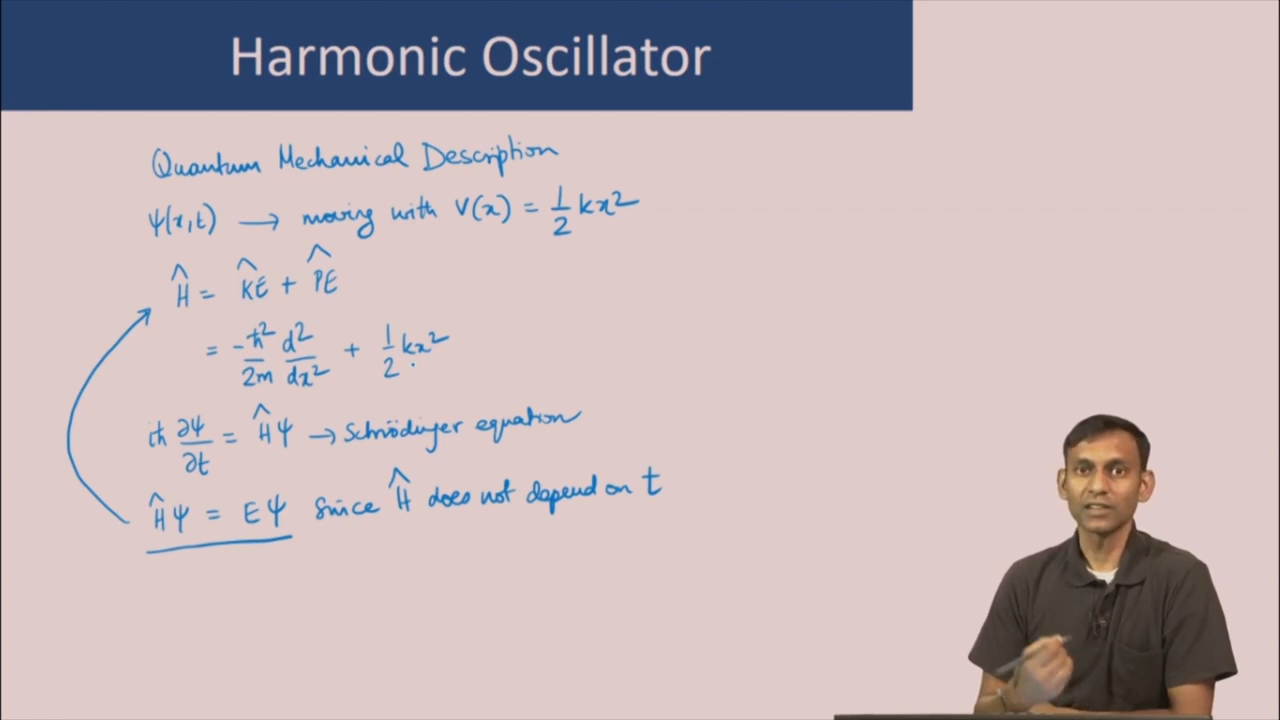 Harmonic Oscillator
Quantum Mechanical Description
ψ(x,t) → moving with V(x) = 1/2 kx²
Ĥ = K̂E + P̂E
= -ħ²/2m d²/dx² + 1/2 kx²
iħ ∂ψ/∂t = Ĥψ → Schrödinger equation
Ĥψ = Eψ since Ĥ does not depend on t